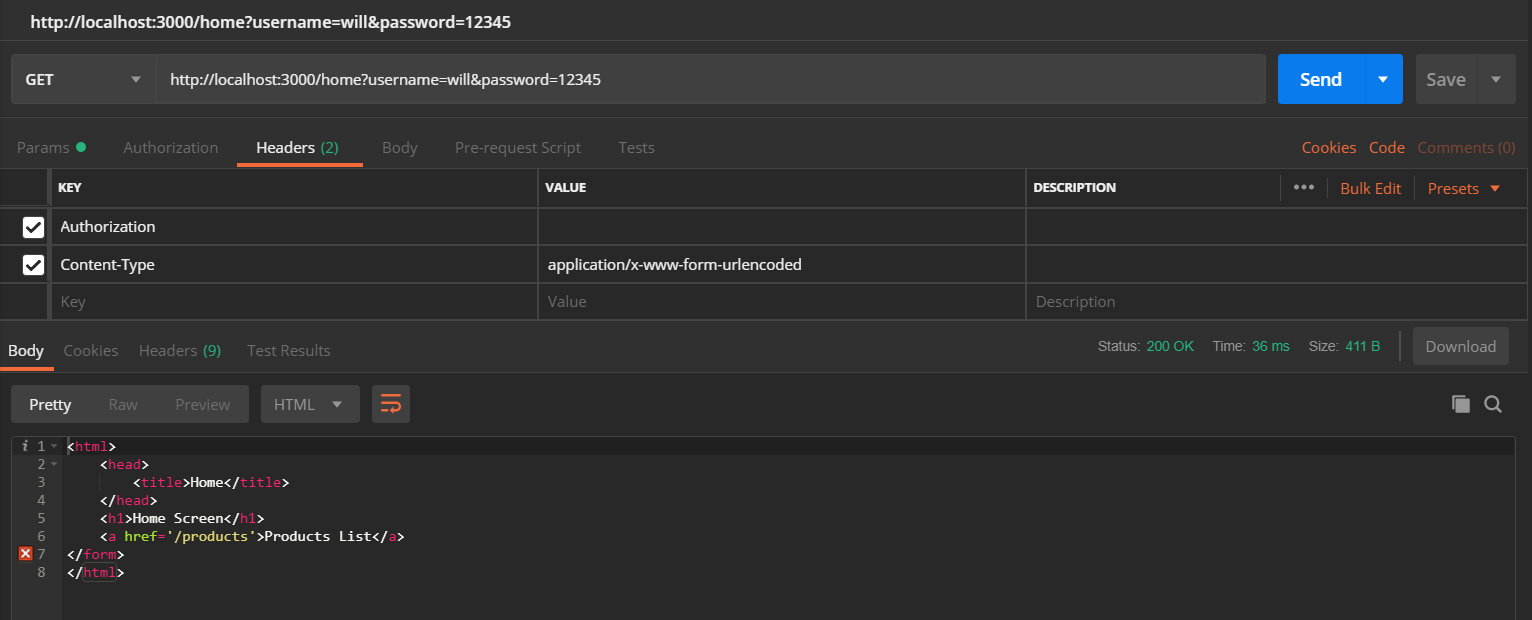 http://localhost:3000/home?username=will&password=12345
GET http://localhost:3000/home?username=will&password=12345 Send Save
Params Authorization Headers (2) Body Pre-request Script Tests Cookies Code Comments (0)
KEY VALUE DESCRIPTION ••• Bulk Edit Presets
Authorization
Content-Type application/x-www-form-urlencoded
Key Value Description
Body Cookies Headers (9) Test Results Status: 200 OK Time: 36 ms Size: 411 B Download
Pretty Raw Preview HTML
i 1 <html>
2 <head>
3 <title>Home</title>
4 </head>
5 <h1>Home Screen</h1>
6 <a href='/products'>Products List</a>
7 </form>
8 </html>